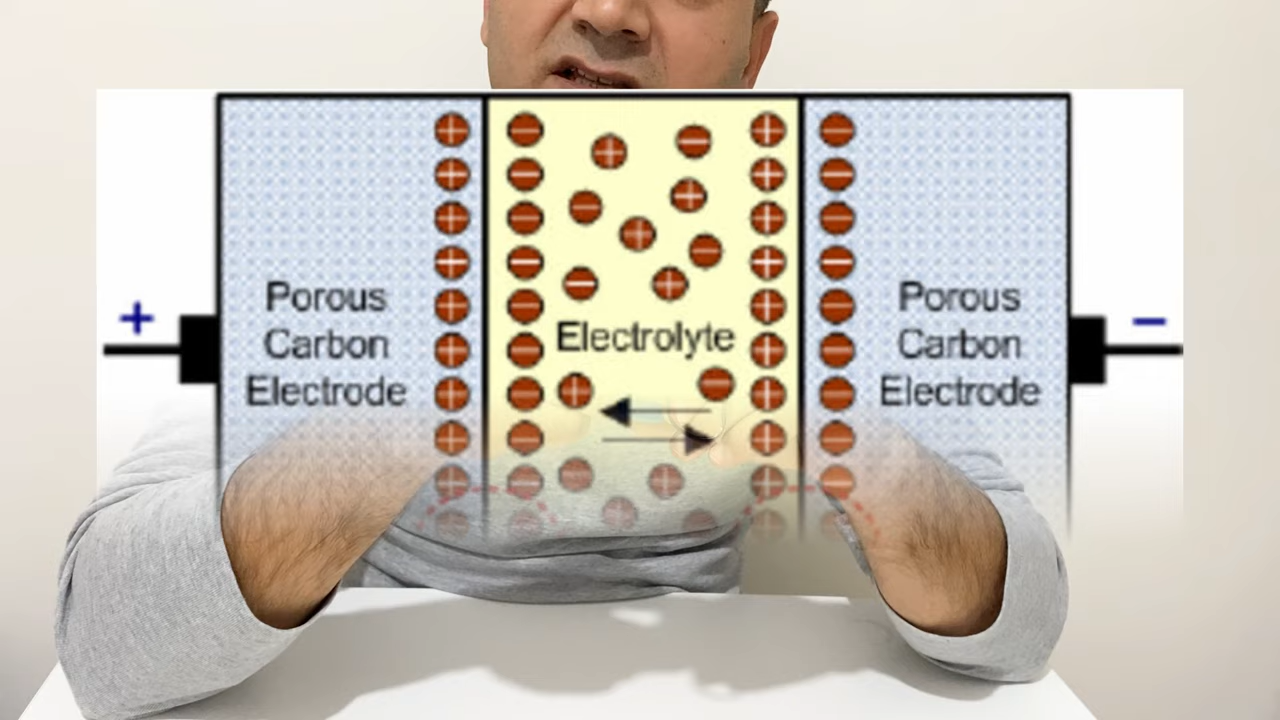 Porous
Carbon
Electrode
Electrolyte
Porous
Carbon
Electrode
+
−